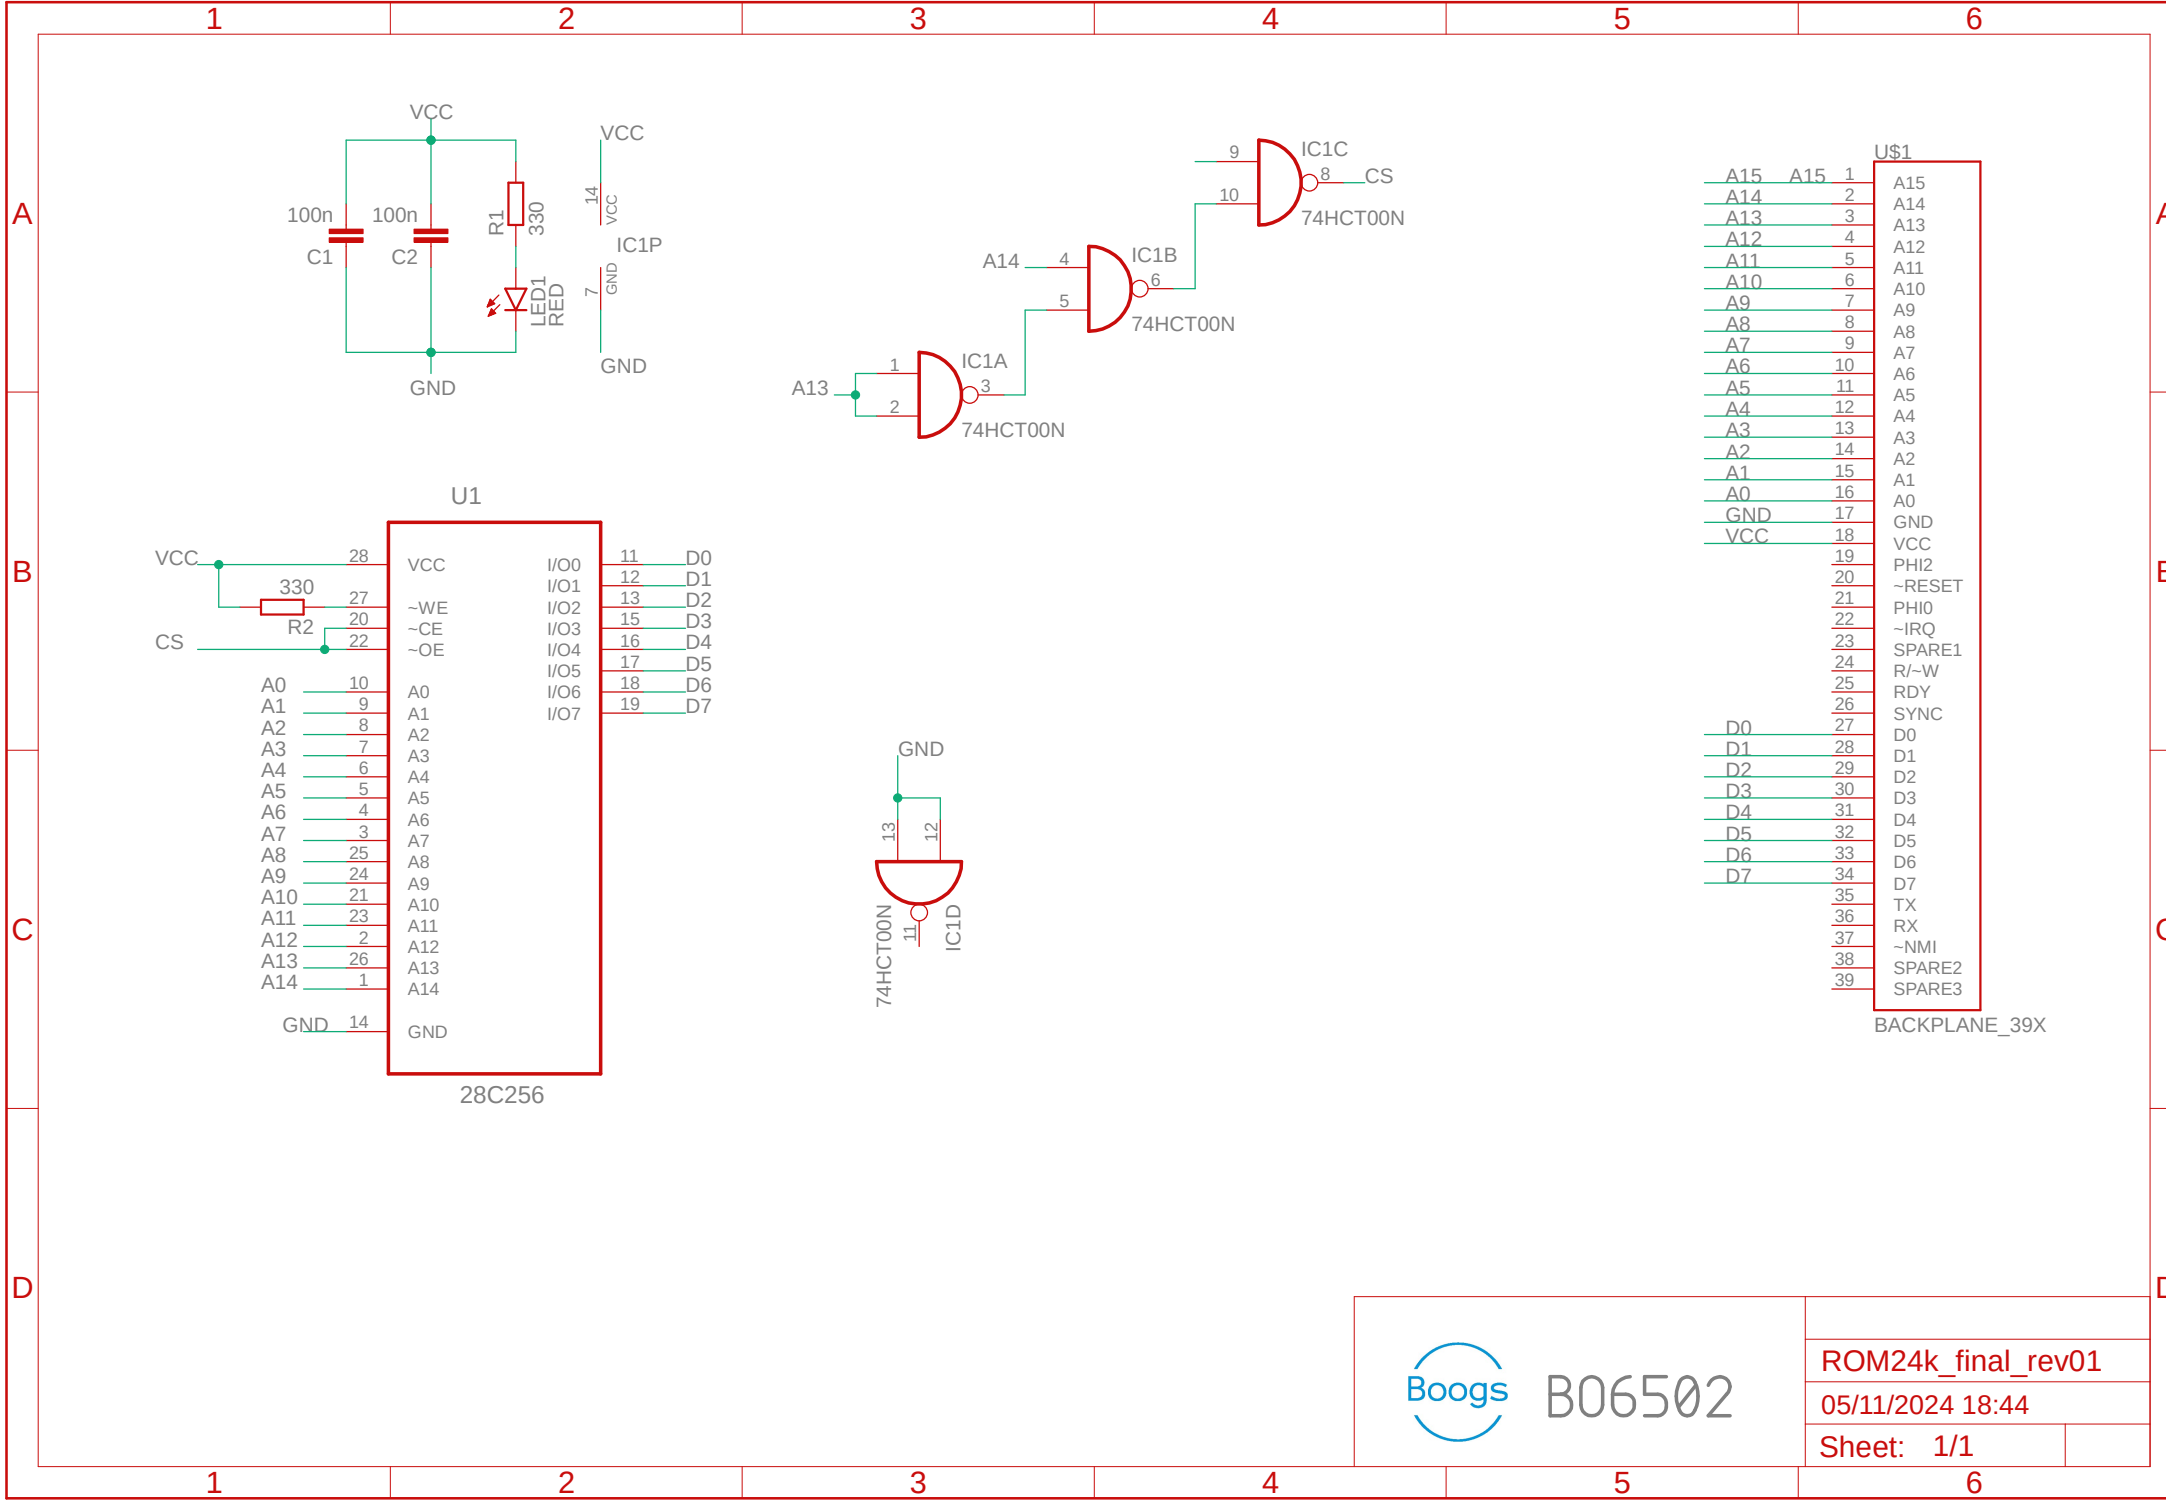 1 2 3 4 5 6
A
B
C
D
VCC
100n
C1
100n
C2
R1
330
LED1
RED
GND
VCC
14
VCC
IC1P
GND
7
GND
A13
1
2
IC1A
3
74HCT00N
A14
4
5
IC1B
6
74HCT00N
9
10
IC1C
8
CS
74HCT00N
U1
VCC 28 VCC
330
R2
27 ~WE
20 ~CE
CS 22 ~OE
A0 10 A0
A1 9 A1
A2 8 A2
A3 7 A3
A4 6 A4
A5 5 A5
A6 4 A6
A7 3 A7
A8 25 A8
A9 24 A9
A10 21 A10
A11 23 A11
A12 2 A12
A13 26 A13
A14 1 A14
GND 14 GND
I/O0 11 D0
I/O1 12 D1
I/O2 13 D2
I/O3 15 D3
I/O4 16 D4
I/O5 17 D5
I/O6 18 D6
I/O7 19 D7
28C256
GND
13
12
11
74HCT00N
IC1D
U$1
A15 A15 1 A15
A14 2 A14
A13 3 A13
A12 4 A12
A11 5 A11
A10 6 A10
A9 7 A9
A8 8 A8
A7 9 A7
A6 10 A6
A5 11 A5
A4 12 A4
A3 13 A3
A2 14 A2
A1 15 A1
A0 16 A0
GND 17 GND
VCC 18 VCC
19 PHI2
20 ~RESET
21 PHI0
22 ~IRQ
23 SPARE1
24 R/~W
25 RDY
26 SYNC
D0 27 D0
D1 28 D1
D2 29 D2
D3 30 D3
D4 31 D4
D5 32 D5
D6 33 D6
D7 34 D7
35 TX
36 RX
37 ~NMI
38 SPARE2
39 SPARE3
BACKPLANE_39X
Boogs
BO6502
ROM24k_final_rev01
05/11/2024 18:44
Sheet: 1/1
1 2 3 4 5 6